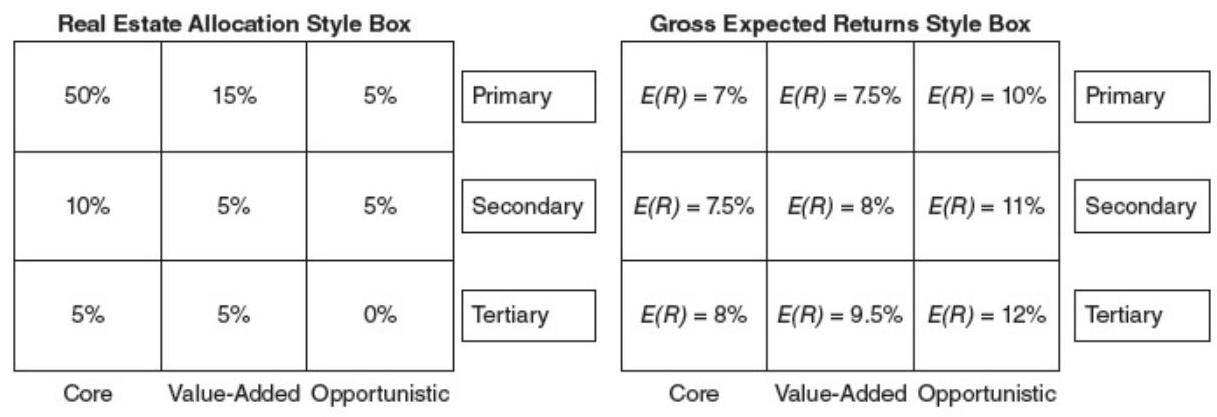 Real Estate Allocation Style Box
50% 15% 5% Primary
10% 5% 5% Secondary
5% 5% 0% Tertiary
Core Value-Added Opportunistic
Gross Expected Returns Style Box
E(R) = 7% E(R) = 7.5% E(R) = 10% Primary
E(R) = 7.5% E(R) = 8% E(R) = 11% Secondary
E(R) = 8% E(R) = 9.5% E(R) = 12% Tertiary
Core Value-Added Opportunistic